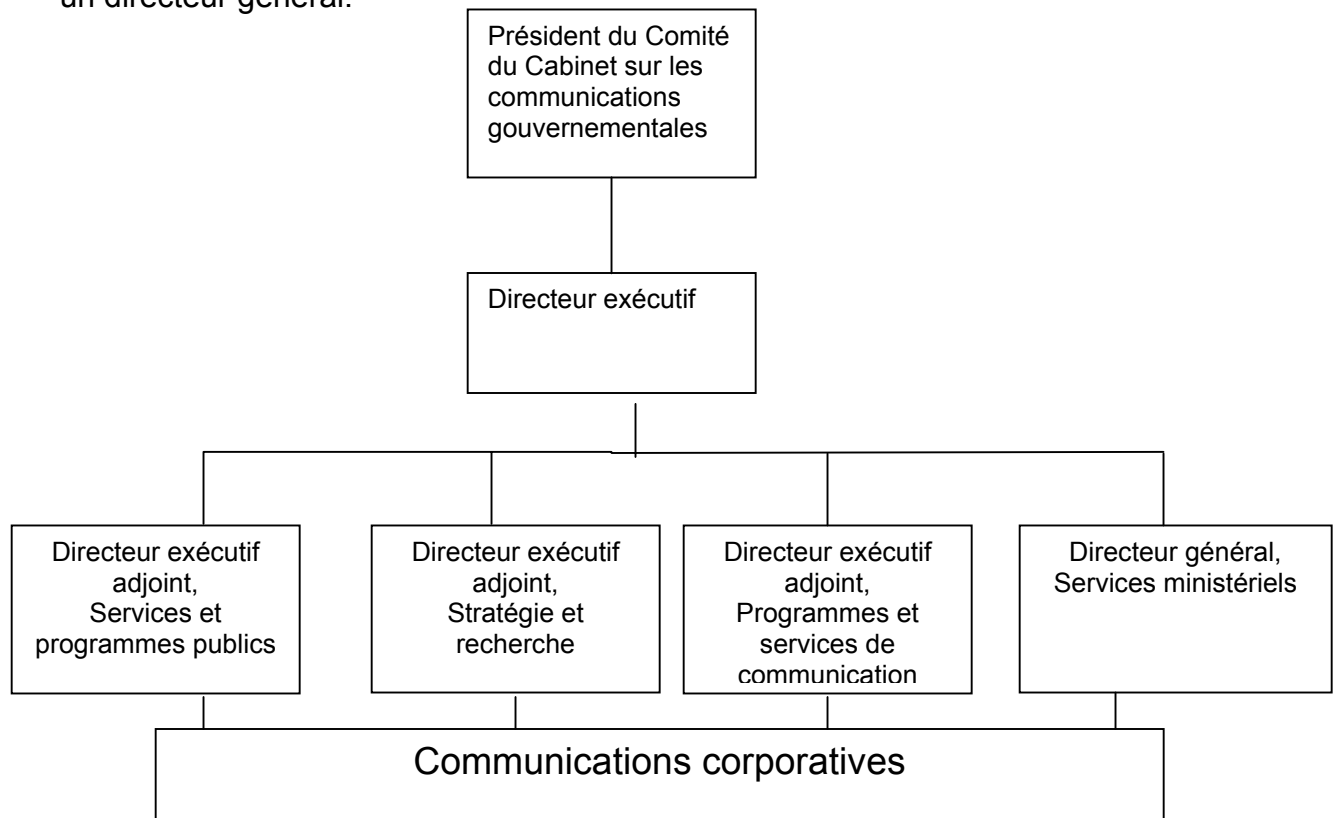 un directeur général.
Président du Comité
du Cabinet sur les
communications
gouvernementales
Directeur exécutif
Directeur exécutif
adjoint,
Services et
programmes publics
Directeur exécutif
adjoint,
Stratégie et
recherche
Directeur exécutif
adjoint,
Programmes et
services de
communication
Directeur général,
Services ministériels
Communications corporatives